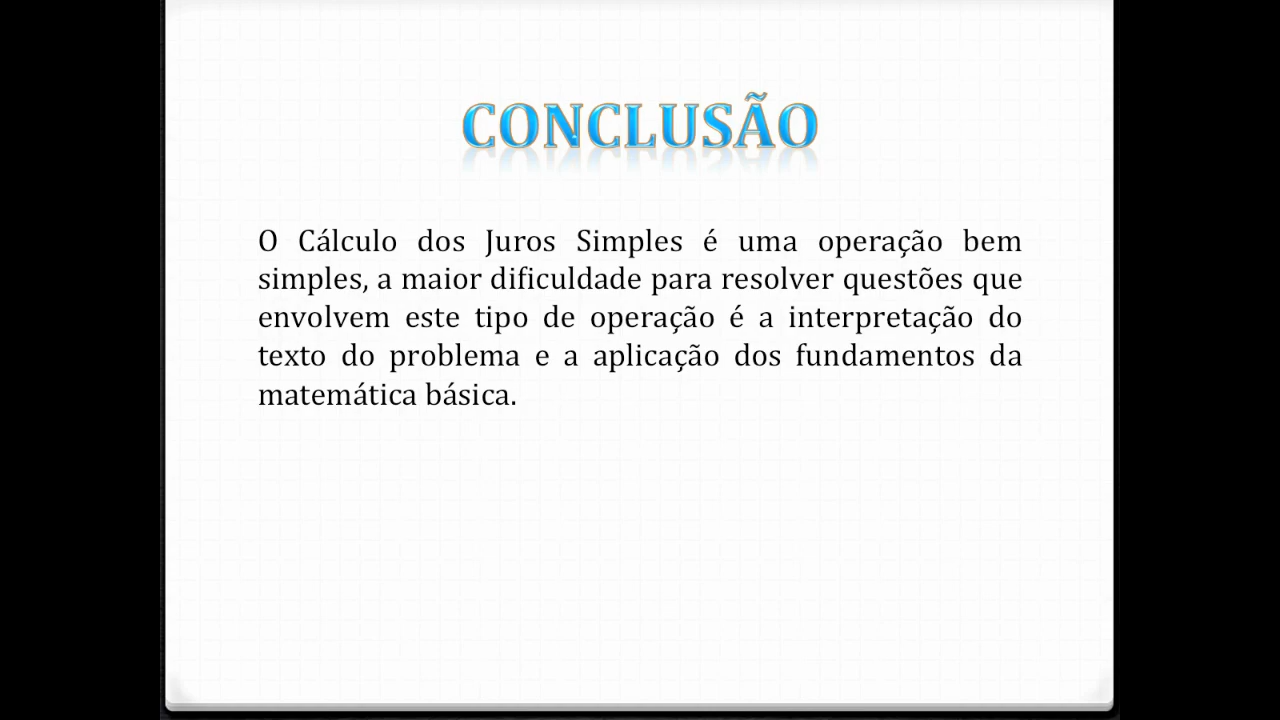 CONCLUSÃO
O Cálculo dos Juros Simples é uma operação bem
simples, a maior dificuldade para resolver questões que
envolvem este tipo de operação é a interpretação do
texto do problema e a aplicação dos fundamentos da
matemática básica.